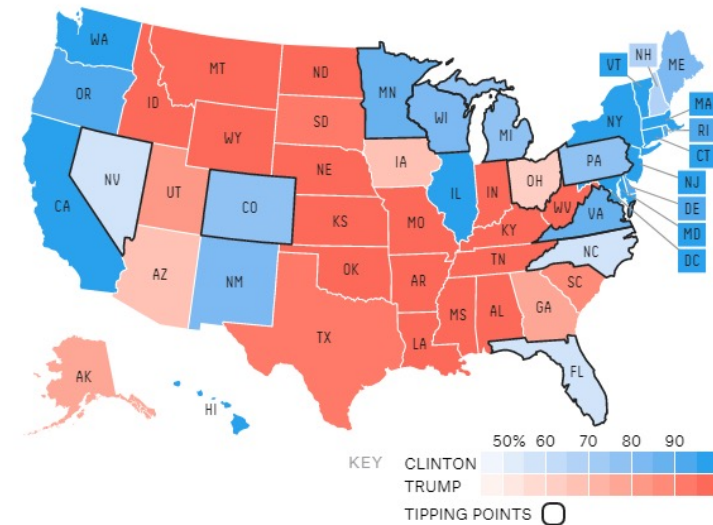 WA
MT
ND
MN
VT
NH
ME
OR
ID
SD
WI
MI
NY
MA
RI
CT
WY
IA
PA
NJ
NV
NE
IL
IN
OH
DE
CA
UT
CO
KS
MO
KY
WV
VA
MD
DC
AZ
NM
OK
AR
TN
NC
SC
TX
LA
MS
AL
GA
FL
AK
HI
50% 60 70 80 90
KEY CLINTON
TRUMP
TIPPING POINTS